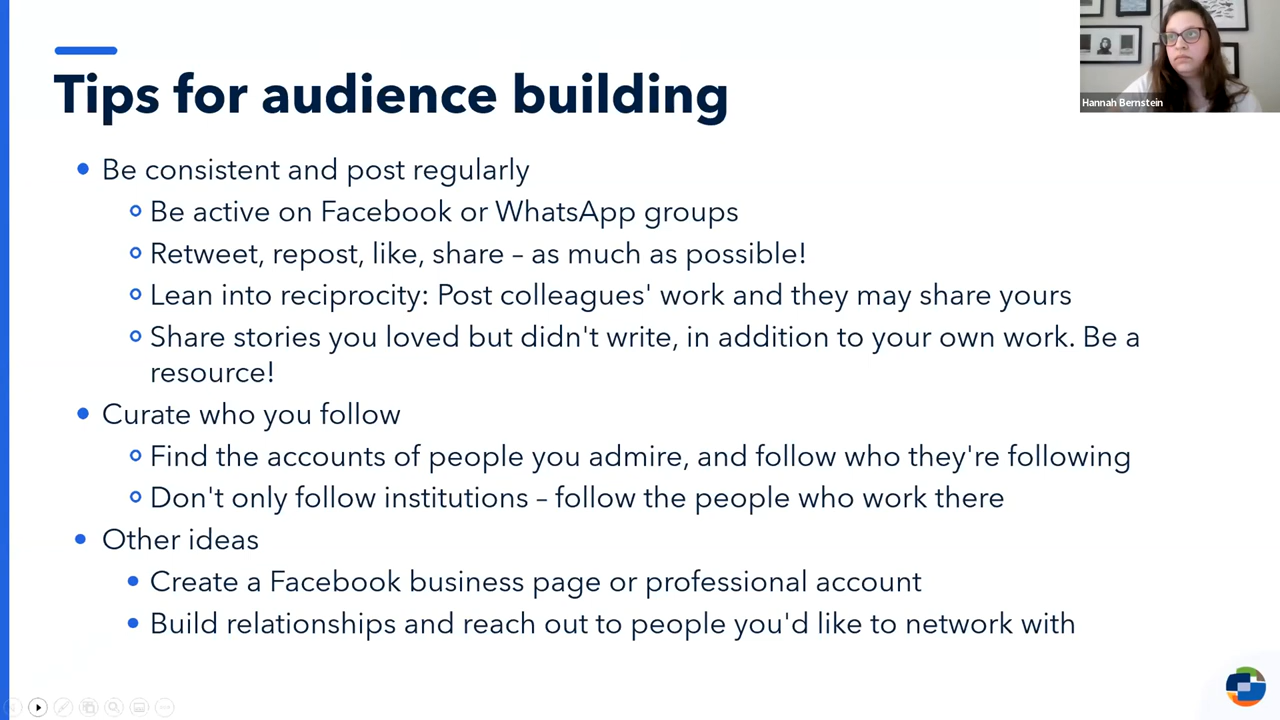 Tips for audience building
Hannah Bernstein
Be consistent and post regularly
Be active on Facebook or WhatsApp groups
Retweet, repost, like, share – as much as possible!
Lean into reciprocity: Post colleagues' work and they may share yours
Share stories you loved but didn't write, in addition to your own work. Be a
resource!
Curate who you follow
Find the accounts of people you admire, and follow who they're following
Don't only follow institutions – follow the people who work there
Other ideas
Create a Facebook business page or professional account
Build relationships and reach out to people you'd like to network with